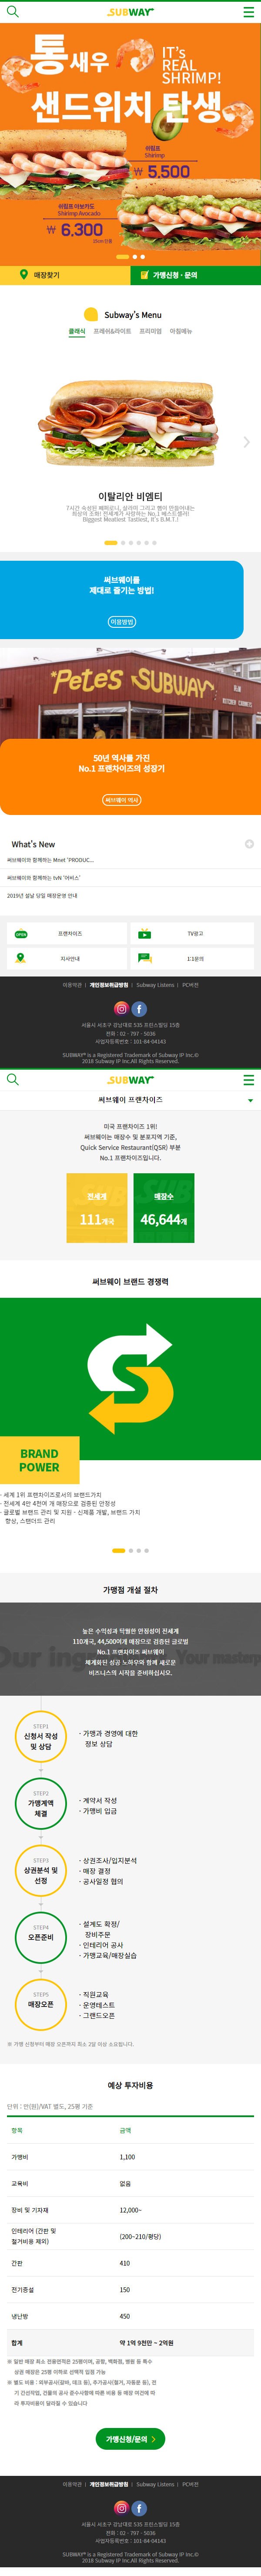 SUBWAY
통새우
IT's
REAL
SHRIMP!
샌드위치 탄생
쉬림프
Shrimp
₩ 5,500
쉬림프 아보카도
Shrimp Avocado
₩ 6,300
15cm 단품
매장찾기
가맹신청 · 문의
Subway's Menu
클래식 프레쉬&라이트 프리미엄 아침메뉴
이탈리안 비엠티
7시간 숙성된 페퍼로니, 살라미 그리고 햄이 만들어내는
최상의 조화! 전세계가 사랑하는 No.1 베스트셀러!
Biggest Meatiest Tastiest, It's B.M.T.!
써브웨이를
제대로 즐기는 방법!
이용방법
Pete's SUBWAY
50년 역사를 가진
No.1 프랜차이즈의 성장기
써브웨이 역사
What's New
써브웨이와 함께하는 Mnet 'PRODUC...
써브웨이와 함께하는 tvN '어비스'
2019년 설날 당일 매장운영 안내
OPEN
프랜차이즈
TV광고
지사안내
1:1문의
이용약관 | 개인정보취급방침 | Subway Listens | PC버전
서울시 서초구 강남대로 535 프린스빌딩 15층
전화 : 02 - 797 - 5036
사업자등록번호 : 101-84-04143
SUBWAY® is a Registered Trademark of Subway IP Inc.©
2018 Subway IP Inc.All Rights Reserved.
SUBWAY
써브웨이 프랜차이즈
미국 프랜차이즈 1위!
써브웨이는 매장수 및 분포지역 기준,
Quick Service Restaurant(QSR) 부분
No.1 프랜차이즈입니다.
전세계
111개국
매장수
46,644개
써브웨이 브랜드 경쟁력
BRAND
POWER
- 세계 1위 프랜차이즈로서의 브랜드가치
- 전세계 4만 4천여 개 매장으로 검증된 안정성
- 글로벌 브랜드 관리 및 지원 - 신제품 개발, 브랜드 가치
향상, 스탠더드 관리
가맹점 개설 절차
높은 수익성과 탁월한 안정성이 전세계
110개국, 44,500여개 매장으로 검증된 글로벌
No.1 프랜차이즈 써브웨이
체계화된 성공 노하우와 함께 새로운
비즈니스의 시작을 준비하십시오.
STEP1
신청서 작성
및 상담
· 가맹과 경영에 대한
정보 상담
STEP2
가맹계액
체결
· 계약서 작성
· 가맹비 입금
STEP3
상권분석 및
선정
· 상권조사/입지분석
· 매장 결정
· 공사일정 협의
STEP4
오픈준비
· 설계도 확정/
장비주문
· 인테리어 공사
· 가맹교육/매장실습
STEP5
매장오픈
· 직원교육
· 운영테스트
· 그랜드오픈
※ 가맹 신청부터 매장 오픈까지 최소 2달 이상 소요됩니다.
예상 투자비용
단위 : 만(원)/VAT 별도, 25평 기준
항목 금액
가맹비 1,100
교육비 없음
장비 및 기자재 12,000~
인테리어 (간판 및
철거비용 제외) (200~210/평당)
간판 410
전기증설 150
냉난방 450
합계 약 1억 9천만 ~ 2억원
※ 일반 매장 최소 전용면적은 25평이며, 공항, 백화점, 병원 등 특수
상권 매장은 25평 이하로 선택적 입점 가능
※ 별도 비용 : 외부공사(갈바, 데크 등), 추가공사(철거, 자동문 등), 전
기 간선작업, 건물의 공사 준수사항에 따른 비용 등 매장 여건에 따
라 투자비용이 달라질 수 있습니다
가맹신청/문의
이용약관 | 개인정보취급방침 | Subway Listens | PC버전
서울시 서초구 강남대로 535 프린스빌딩 15층
전화 : 02 - 797 - 5036
사업자등록번호 : 101-84-04143
SUBWAY® is a Registered Trademark of Subway IP Inc.©
2018 Subway IP Inc.All Rights Reserved.